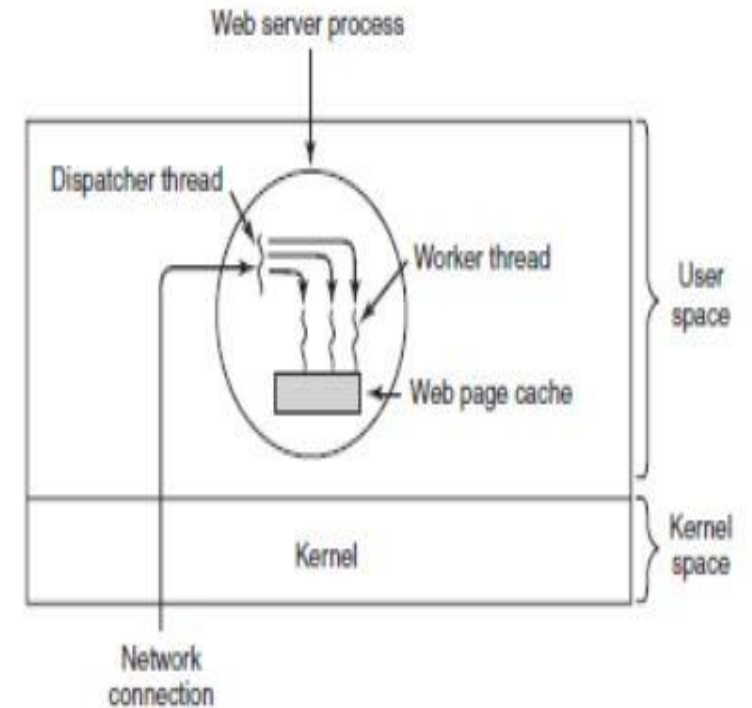 Web server process
Dispatcher thread
Worker thread
User
space
Web page cache
Kernel
Kernel
space
Network
connection